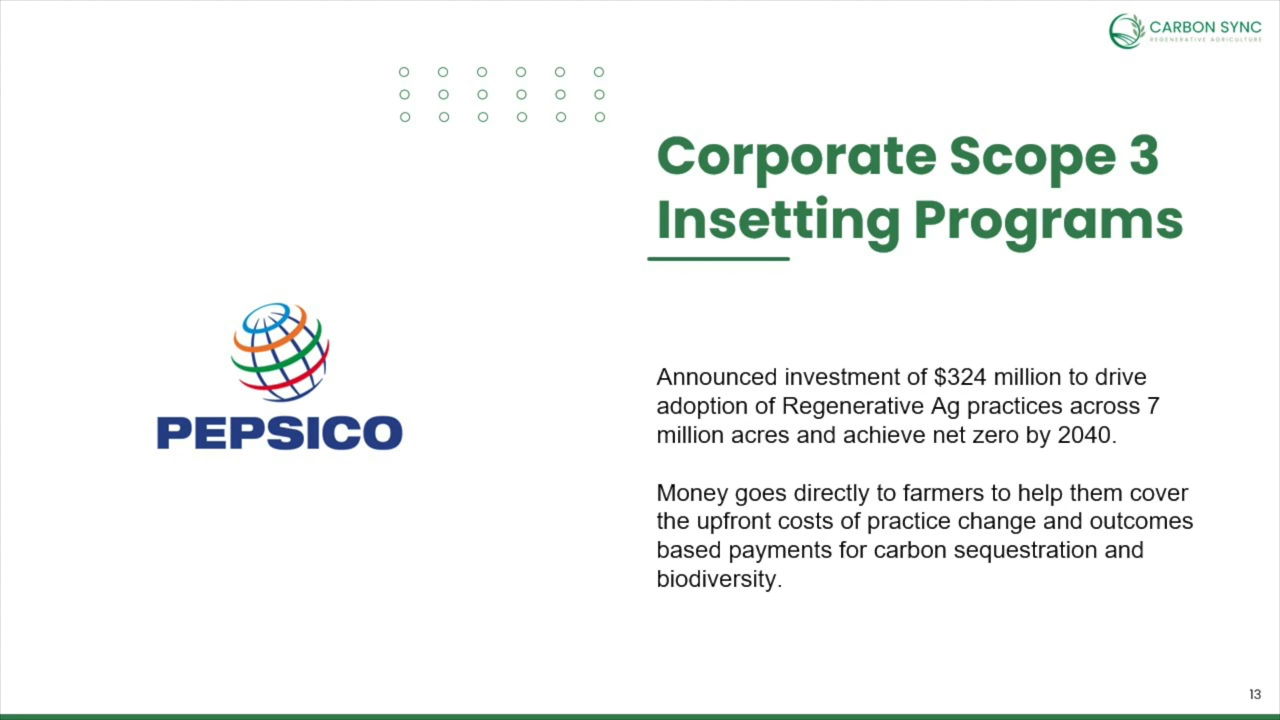 CARBON SYNC
REGENERATIVE AGRICULTURE
Corporate Scope 3
Insetting Programs
PEPSICO
Announced investment of $324 million to drive
adoption of Regenerative Ag practices across 7
million acres and achieve net zero by 2040.
Money goes directly to farmers to help them cover
the upfront costs of practice change and outcomes
based payments for carbon sequestration and
biodiversity.
13